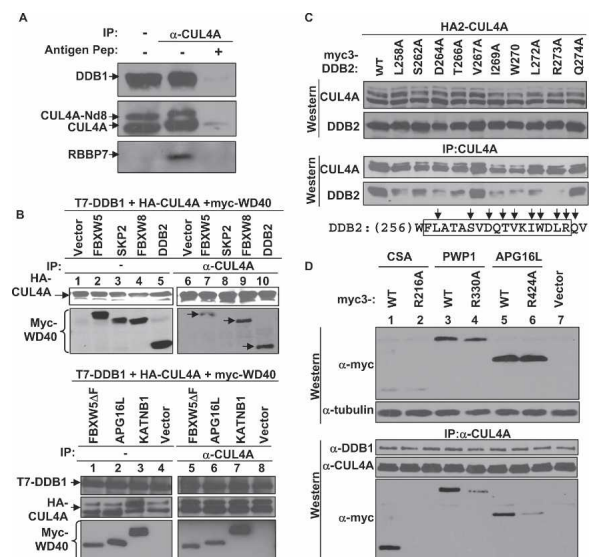 A
IP: - α-CUL4A
Antigen Pep: - - +
DDB1
CUL4A-Nd8
CUL4A
RBBP7
B
T7-DDB1 + HA-CUL4A +myc-WD40
Vector FBXW5 SKP2 FBXW8 DDB2 Vector FBXW5 SKP2 FBXW8 DDB2
IP: - α-CUL4A
1 2 3 4 5 6 7 8 9 10
HA-
CUL4A
Myc-
WD40
T7-DDB1 + HA-CUL4A + myc-WD40
FBXW5ΔF APG16L KATNB1 Vector FBXW5ΔF APG16L KATNB1 Vector
IP: - α-CUL4A
1 2 3 4 5 6 7 8
T7-DDB1
HA-
CUL4A
Myc-
WD40
C
HA2-CUL4A
myc3-
DDB2:
WT L258A S262A D264A T266A V267A I269A W270 L272A R273A Q274A
Western
CUL4A
DDB2
IP:CUL4A
Western
CUL4A
DDB2
DDB2:(256)WFLATASVDQTVKIWDLRQV
D
CSA PWP1 APG16L
myc3-: WT R216A WT R330A WT R424A Vector
1 2 3 4 5 6 7
Western
α-myc
α-tubulin
IP:α-CUL4A
Western
α-DDB1
α-CUL4A
α-myc